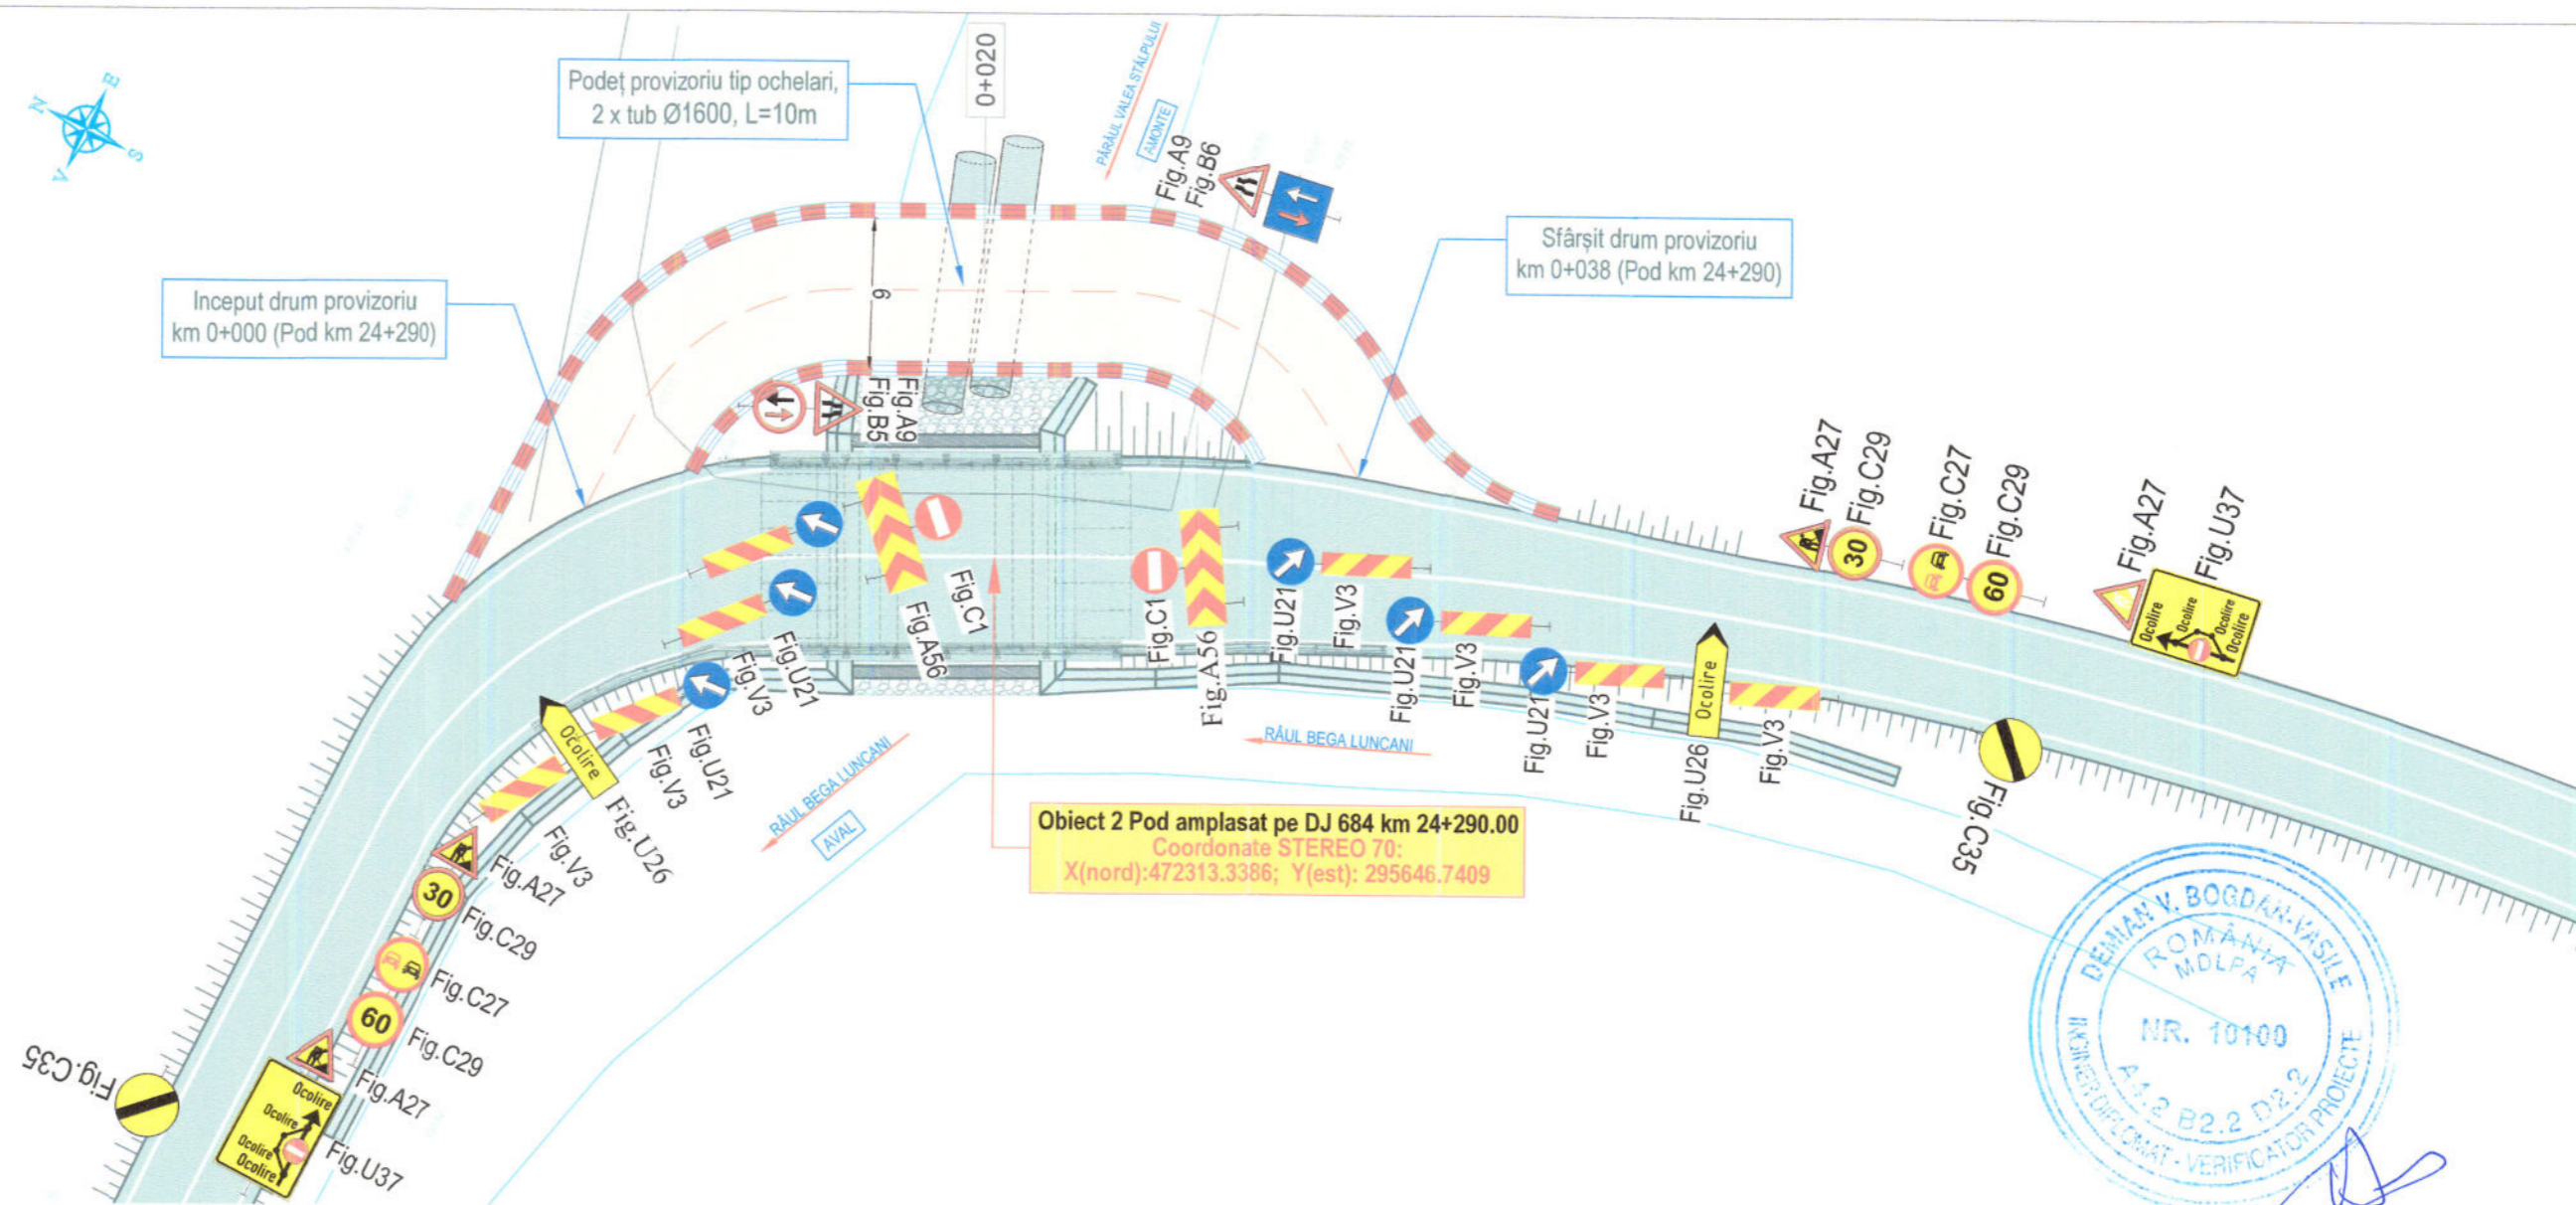 N
E
S
V
Podeț provizoriu tip ochelari,
2 x tub Ø1600, L=10m
0+020
PÂRÂUL VALEA STÂLPULUI
AMONTE
Fig.A9
Fig.B6
Inceput drum provizoriu
km 0+000 (Pod km 24+290)
6
Sfârșit drum provizoriu
km 0+038 (Pod km 24+290)
Fig.A9
Fig.B5
Fig.C1
Fig.A56
Fig.U21
Fig.V3
Fig.U21
Fig.V3
Ocolire
Fig.U26
Fig.V3
Fig.A27
30
Fig.C29
Fig.C27
60
Fig.C29
Fig.A27
Ocolire
Ocolire
Ocolire
Ocolire
Fig.U37
Fig.C35
Fig.C1
Fig.A56
Fig.U21
Fig.V3
Fig.U21
Fig.V3
Fig.U21
Fig.V3
Ocolire
Fig.U26
Fig.V3
Fig.A27
30
Fig.C29
Fig.C27
60
Fig.C29
Fig.A27
Fig.U37
Ocolire
Ocolire
Ocolire
Ocolire
Fig.C35
RÂUL BEGA LUNCANI
AVAL
RÂUL BEGA LUNCANI
Obiect 2 Pod amplasat pe DJ 684 km 24+290.00
Coordonate STEREO 70:
X(nord):472313.3386; Y(est): 295646.7409
DEMIAN V. BOGDAN-VASILE
ROMÂNIA
MDLPA
NR. 10100
A4.2 B2.2 D2.2
INGINER DIPLOMAT - VERIFICATOR PROIECTE